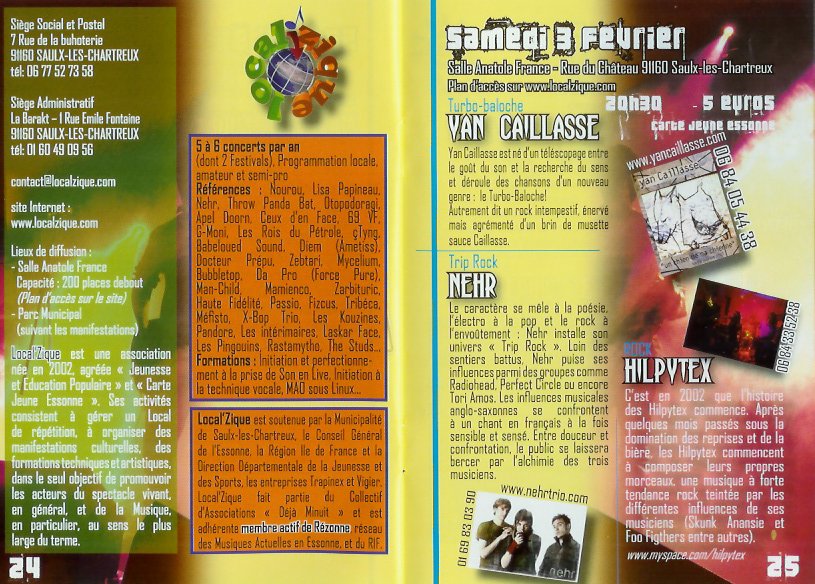 Siège Social et Postal
7 Rue de la buhoterie
91160 SAULX-LES-CHARTREUX
tél: 06 77 52 73 58
Siège Administratif
La Barakt – 1 Rue Emile Fontaine
91160 SAULX-LES-CHARTREUX
tél: 01 60 49 09 56
contact@localzique.com
site Internet :
www.localzique.com
Lieux de diffusion :
- Salle Anatole France
Capacité : 200 places debout
(Plan d'accès sur le site)
- Parc Municipal
(suivant les manifestations)
Local'Zique est une association
née en 2002, agréée « Jeunesse
et Education Populaire » et « Carte
Jeune Essonne ». Ses activités
consistent à gérer un Local
de répétition, à organiser des
manifestations culturelles, des
formations techniques et artistiques,
dans le seul objectif de promouvoir
les acteurs du spectacle vivant,
en général, et de la Musique,
en particulier, au sens le plus
large du terme.
24
local zique
5 à 6 concerts par an
(dont 2 Festivals), Programmation locale,
amateur et semi-pro
Références : Nourou, Lisa Papineau,
Nehr, Throw Panda Bat, Otopodoragi,
Apel Doorn, Ceux d'en Face, 69 VF,
G-Moni, Les Rois du Pétrole, çTyng,
Babeloued Sound, Diem (Ametiss),
Docteur Prépu, Zebtari, Mycelium,
Bubbletop, Da Pro (Force Pure),
Man-Child, Mamienco, Zarbituric,
Haute Fidélité, Passio, Fizcus, Tribéca,
Méfisto, X-Bop Trio, Les Kouzines,
Pandore, Les intérimaires, Laskar Face,
Les Pingouins, Rastamytho, The Studs...
Formations : Initiation et perfectionne-
ment à la prise de Son en Live, Initiation à
la technique vocale, MAO sous Linux...
Local'Zique est soutenue par la Municipalité
de Saulx-les-Chartreux, le Conseil Général
de l'Essonne, la Région Ile de France et la
Direction Départementale de la Jeunesse et
des Sports, les entreprises Trapinex et Vigier.
Local'Zique fait partie du Collectif
d'Associations « Déjà Minuit » et est
adhérente membre actif de Rézonne, réseau
des Musiques Actuelles en Essonne, et du RIF.
Samedi 3 Février
Salle Anatole France - Rue du Château 91160 Saulx-les-Chartreux
Plan d'accès sur www.localzique.com
20h30 - 5 euros
Carte Jeune Essonne
Turbo-baloche
YAN CAILLASSE
Yan Caillasse est né d'un téléscopage entre
le goût du son et la recherche du sens
et déroule des chansons d'un nouveau
genre : le Turbo-Baloche!
Autrement dit un rock intempestif, énervé
mais agrémenté d'un brin de musette
sauce Caillasse.
www.yancaillasse.com
Yan Caillasse
06 84 05 44 38
Trip Rock
NEHR
Le caractère se mêle à la poésie,
l'électro à la pop et le rock à
l'envoûtement : Nehr installe son
univers « Trip Rock ». Loin des
sentiers battus, Nehr puise ses
influences parmi des groupes comme
Radiohead, Perfect Circle ou encore
Tori Amos. Les influences musicales
anglo-saxonnes se confrontent
à un chant en français à la fois
sensible et sensé. Entre douceur et
confrontation, le public se laissera
bercer par l'alchimie des trois
musiciens.
www.nehrtrio.com
01 69 83 03 90
nehr
06 84 33 52 38
ROCK
HILPYTEX
C'est en 2002 que l'histoire
des Hilpytex commence. Après
quelques mois passés sous la
domination des reprises et de la
bière, les Hilpytex commencent
à composer leurs propres
morceaux, une musique à forte
tendance rock teintée par les
différentes influences de ses
musiciens (Skunk Anansie et
Foo Figthers entre autres).
www.myspace.com/hilpytex
25